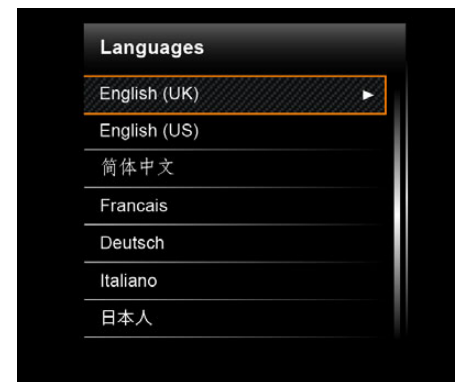 Languages
English (UK)
English (US)
简体中文
Francais
Deutsch
Italiano
日本人